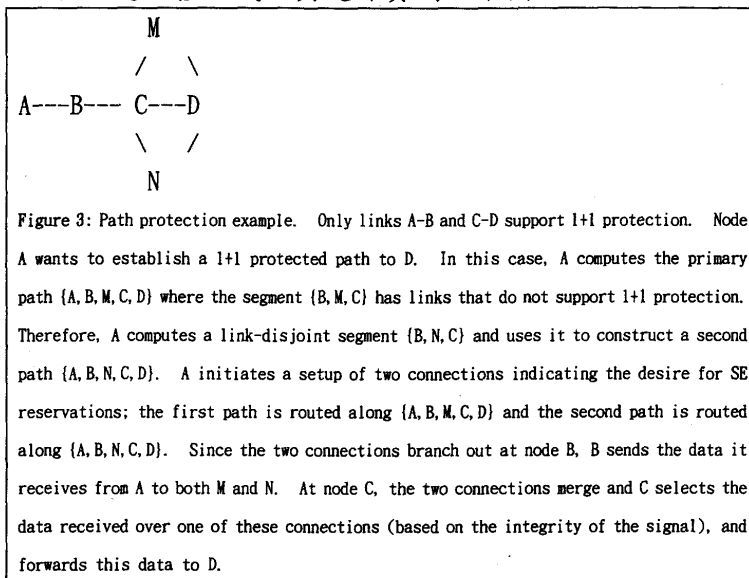 M
/ \
A---B--- C---D
\ /
N
Figure 3: Path protection example. Only links A-B and C-D support 1+1 protection. Node
A wants to establish a 1+1 protected path to D. In this case, A computes the primary
path {A, B, M, C, D} where the segment {B, M, C} has links that do not support 1+1 protection.
Therefore, A computes a link-disjoint segment {B, N, C} and uses it to construct a second
path {A, B, N, C, D}. A initiates a setup of two connections indicating the desire for SE
reservations; the first path is routed along {A, B, M, C, D} and the second path is routed
along {A, B, N, C, D}. Since the two connections branch out at node B, B sends the data it
receives from A to both M and N. At node C, the two connections merge and C selects the
data received over one of these connections (based on the integrity of the signal), and
forwards this data to D.